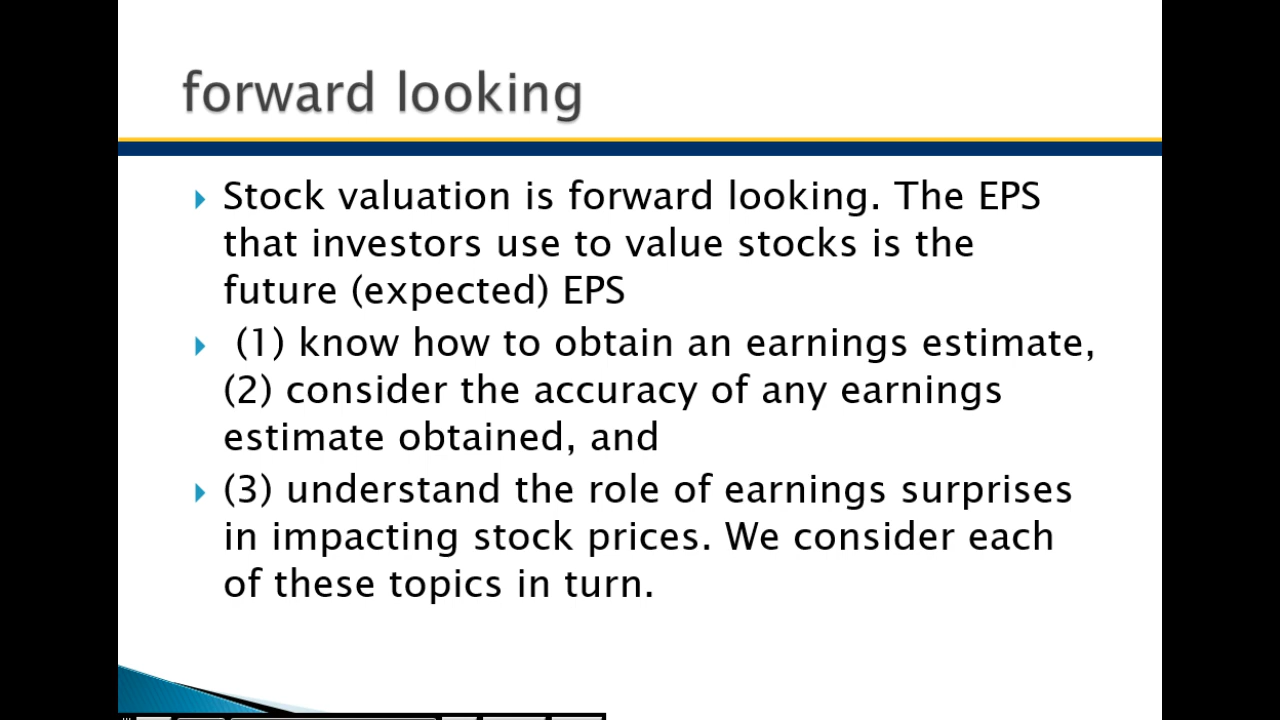 forward looking
Stock valuation is forward looking. The EPS
that investors use to value stocks is the
future (expected) EPS
(1) know how to obtain an earnings estimate,
(2) consider the accuracy of any earnings
estimate obtained, and
(3) understand the role of earnings surprises
in impacting stock prices. We consider each
of these topics in turn.